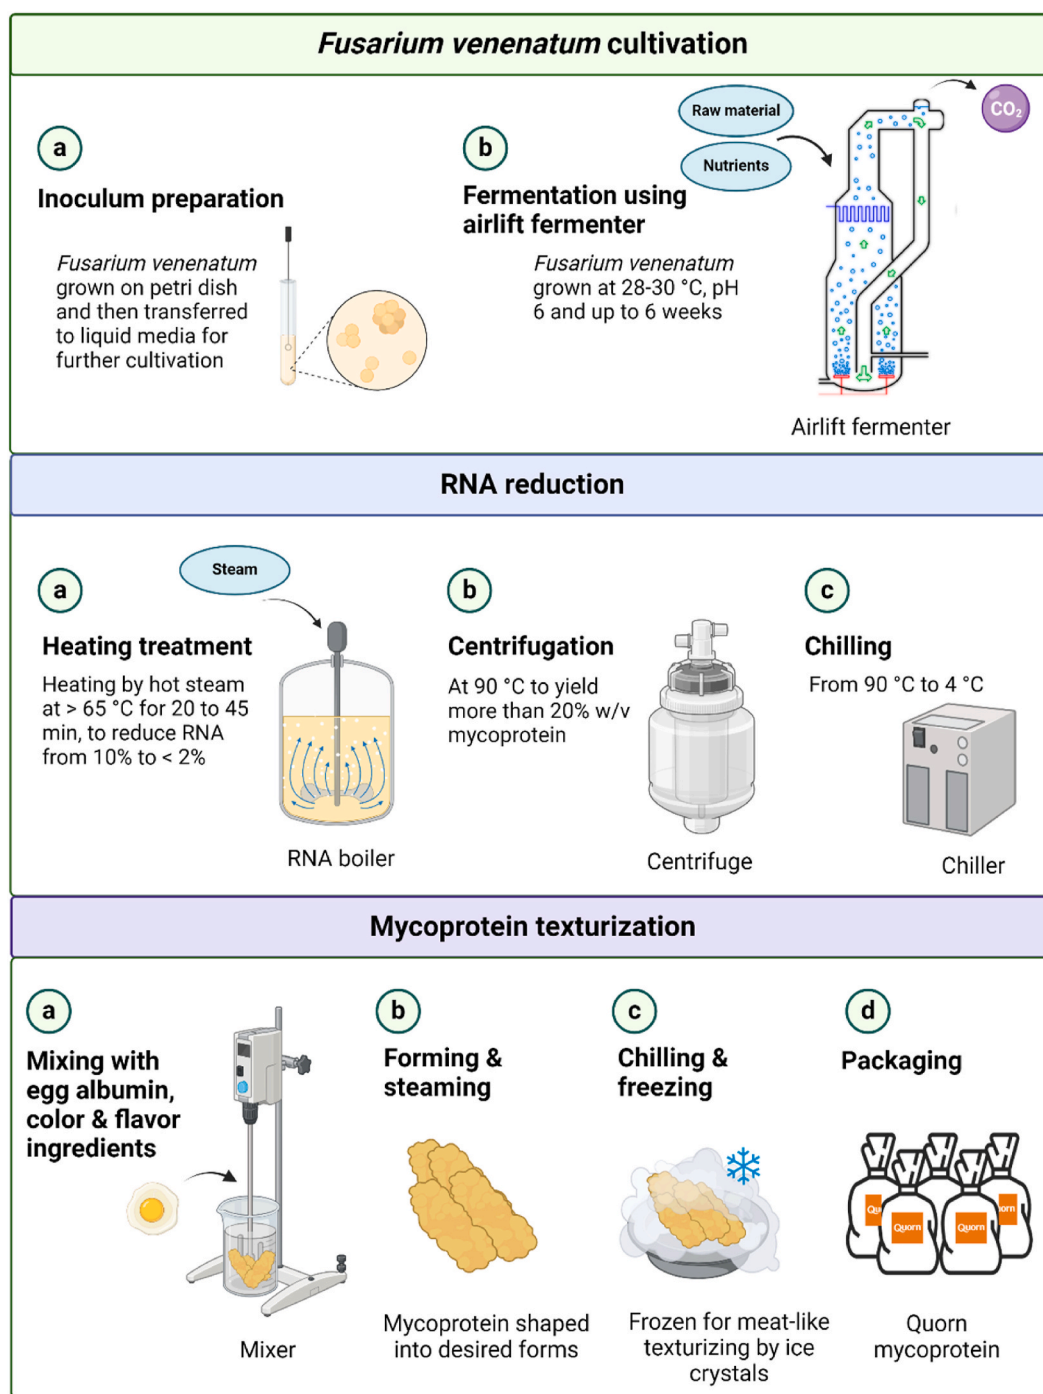 Fusarium venenatum cultivation
Raw material
Nutrients
CO₂
a
Inoculum preparation
Fusarium venenatum
grown on petri dish
and then transferred
to liquid media for
further cultivation
b
Fermentation using
airlift fermenter
Fusarium venenatum
grown at 28-30 °C, pH
6 and up to 6 weeks
Airlift fermenter
RNA reduction
a
Steam
Heating treatment
Heating by hot steam
at > 65 °C for 20 to 45
min, to reduce RNA
from 10% to < 2%
RNA boiler
b
Centrifugation
At 90 °C to yield
more than 20% w/v
mycoprotein
Centrifuge
c
Chilling
From 90 °C to 4 °C
Chiller
Mycoprotein texturization
a
Mixing with
egg albumin,
color & flavor
ingredients
Mixer
b
Forming &
steaming
Mycoprotein shaped
into desired forms
c
Chilling &
freezing
Frozen for meat-like
texturizing by ice
crystals
d
Packaging
Quorn
Quorn
Quorn
mycoprotein